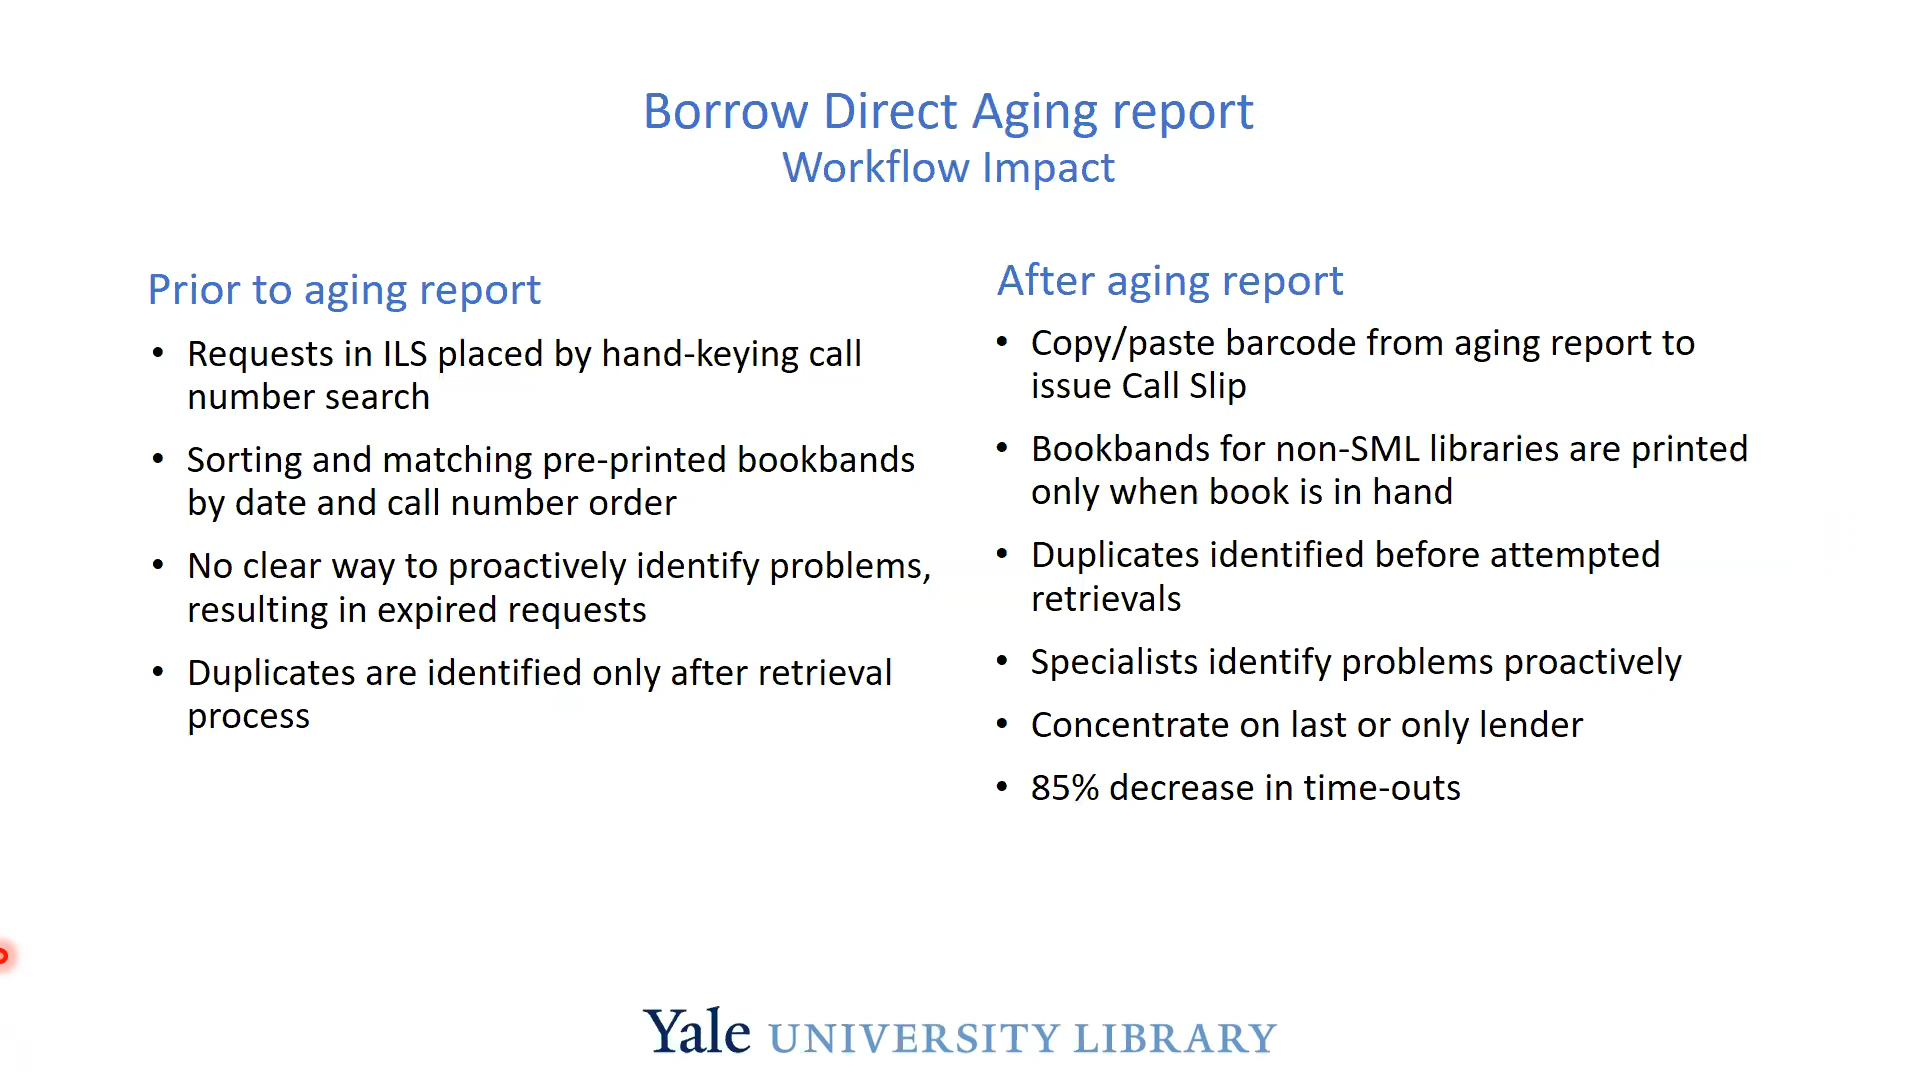 Borrow Direct Aging report
Workflow Impact
Prior to aging report
• Requests in ILS placed by hand-keying call
number search
• Sorting and matching pre-printed bookbands
by date and call number order
• No clear way to proactively identify problems,
resulting in expired requests
• Duplicates are identified only after retrieval
process
After aging report
• Copy/paste barcode from aging report to
issue Call Slip
• Bookbands for non-SML libraries are printed
only when book is in hand
• Duplicates identified before attempted
retrievals
• Specialists identify problems proactively
• Concentrate on last or only lender
• 85% decrease in time-outs
Yale UNIVERSITY LIBRARY